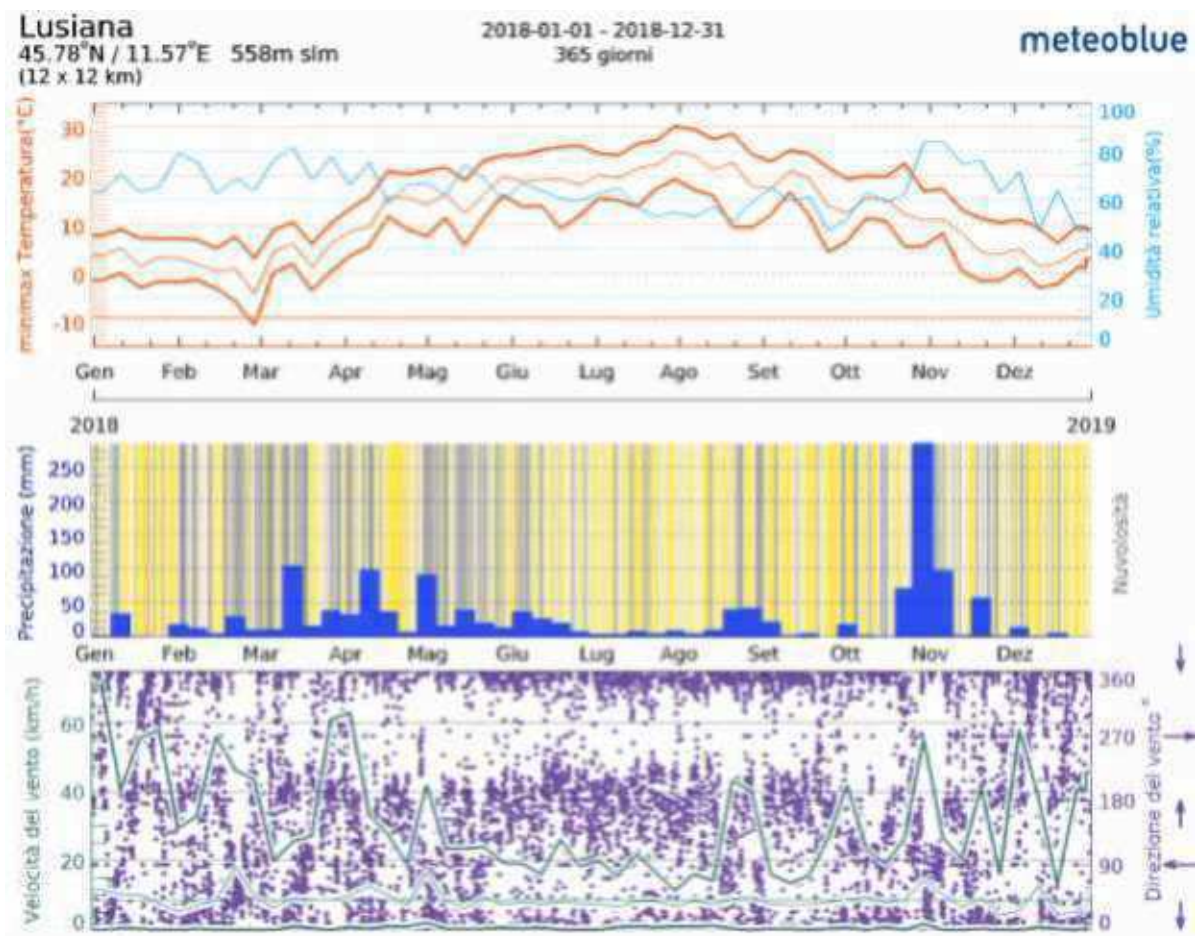 Lusiana
45.78°N / 11.57°E 558m slm
(12 x 12 km)
2018-01-01 - 2018-12-31
365 giorni
meteoblue
min/max Temperatura(°C)
30
20
10
0
-10
100
80
60
40
20
0
Umidità relativa(%)
Gen Feb Mar Apr Mag Giu Lug Ago Set Ott Nov Dez
2018 2019
Precipitazione (mm)
250
200
150
100
50
0
Nuvolosità
Gen Feb Mar Apr Mag Giu Lug Ago Set Ott Nov Dez
Velocità del vento (km/h)
60
40
20
0
360
270
180
90
0
Direzione del vento °